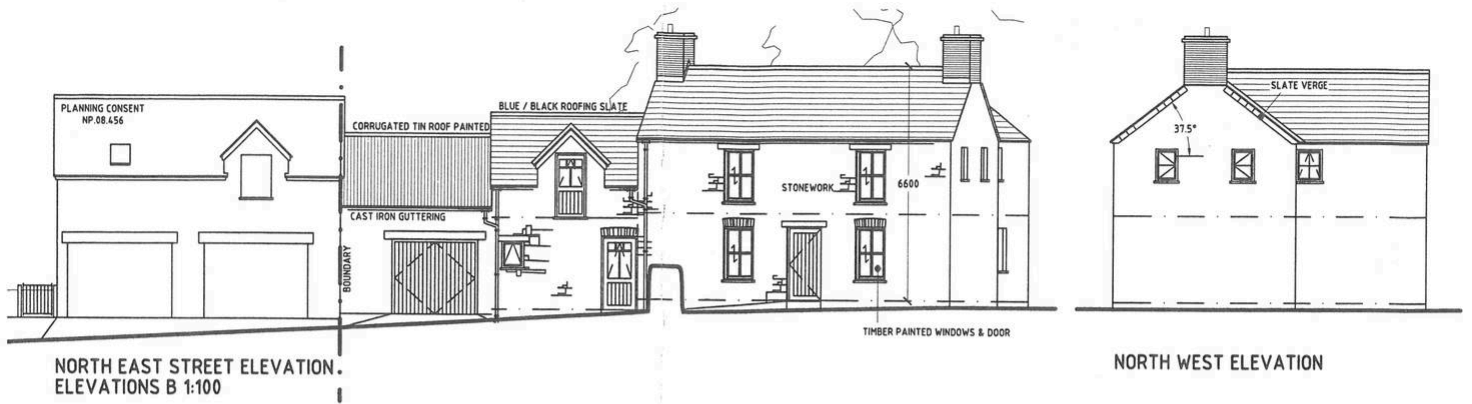 PLANNING CONSENT
NP.08.456
CORRUGATED TIN ROOF PAINTED
BLUE / BLACK ROOFING SLATE
CAST IRON GUTTERING
BOUNDARY
STONEWORK
6600
TIMBER PAINTED WINDOWS & DOOR
NORTH EAST STREET ELEVATION.
ELEVATIONS B 1:100
SLATE VERGE
37.5°
NORTH WEST ELEVATION